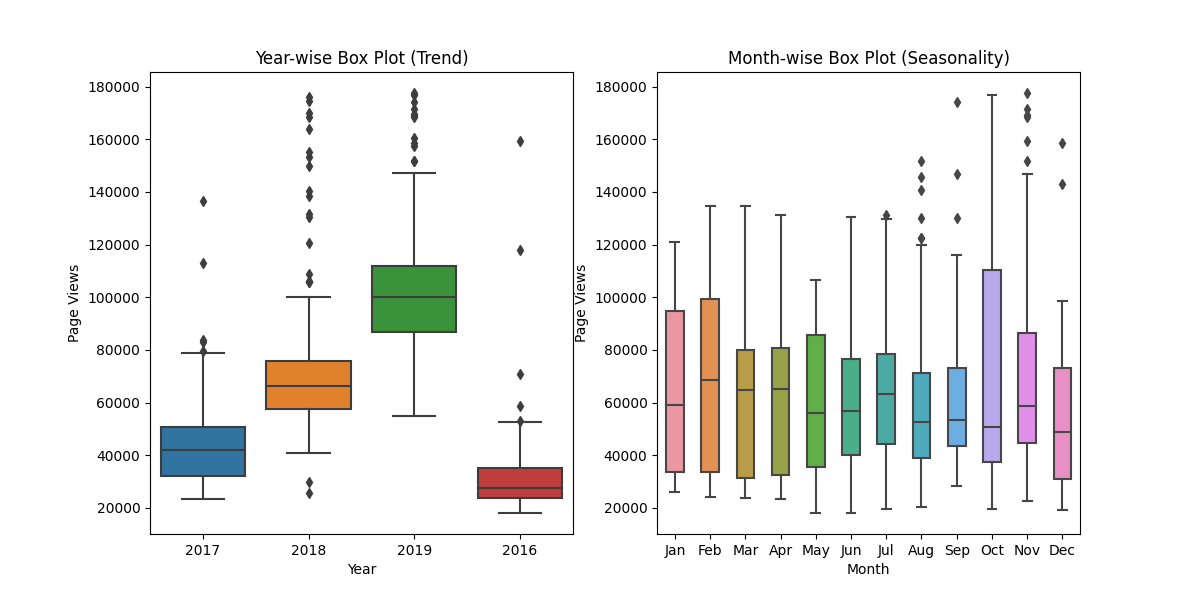 Year-wise Box Plot (Trend)
180000
160000
140000
120000
100000
80000
60000
40000
20000
Page Views
2017 2018 2019 2016
Year
Month-wise Box Plot (Seasonality)
180000
160000
140000
120000
100000
80000
60000
40000
20000
Page Views
Jan Feb Mar Apr May Jun Jul Aug Sep Oct Nov Dec
Month